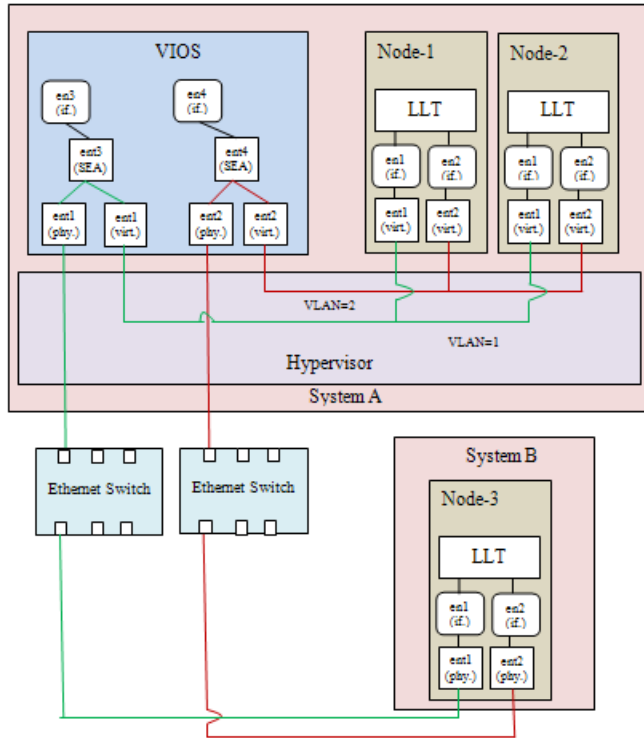 VIOS
Node-1
Node-2
en3
(if.)
en4
(if.)
LLT
LLT
ent3
(SEA)
ent4
(SEA)
en1
(if.)
en2
(if.)
en1
(if.)
en2
(if.)
ent1
(phy.)
ent1
(virt.)
ent2
(phy.)
ent2
(virt.)
ent1
(virt.)
ent2
(virt.)
ent1
(virt.)
ent2
(virt.)
VLAN=2
VLAN=1
Hypervisor
System A
Ethernet Switch
Ethernet Switch
System B
Node-3
LLT
en1
(if.)
en2
(if.)
ent1
(phy.)
ent2
(phy.)